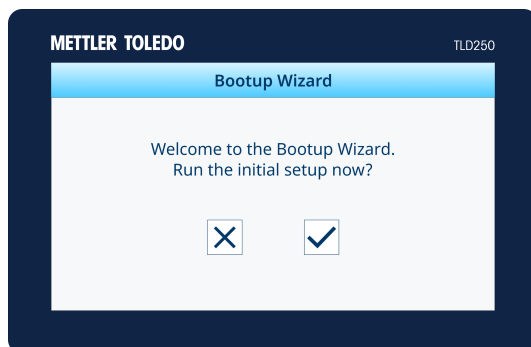 METTLER TOLEDO
TLD250
Bootup Wizard
Welcome to the Bootup Wizard.
Run the initial setup now?